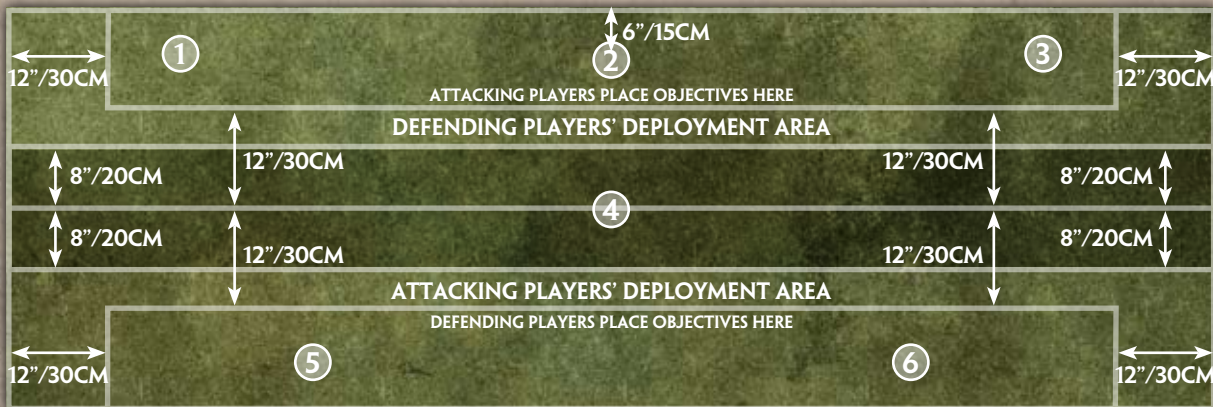 6”/15CM
1
2
3
12”/30CM
12”/30CM
ATTACKING PLAYERS PLACE OBJECTIVES HERE
DEFENDING PLAYERS’ DEPLOYMENT AREA
8”/20CM
12”/30CM
12”/30CM
8”/20CM
4
8”/20CM
12”/30CM
12”/30CM
8”/20CM
ATTACKING PLAYERS’ DEPLOYMENT AREA
DEFENDING PLAYERS PLACE OBJECTIVES HERE
12”/30CM
5
6
12”/30CM